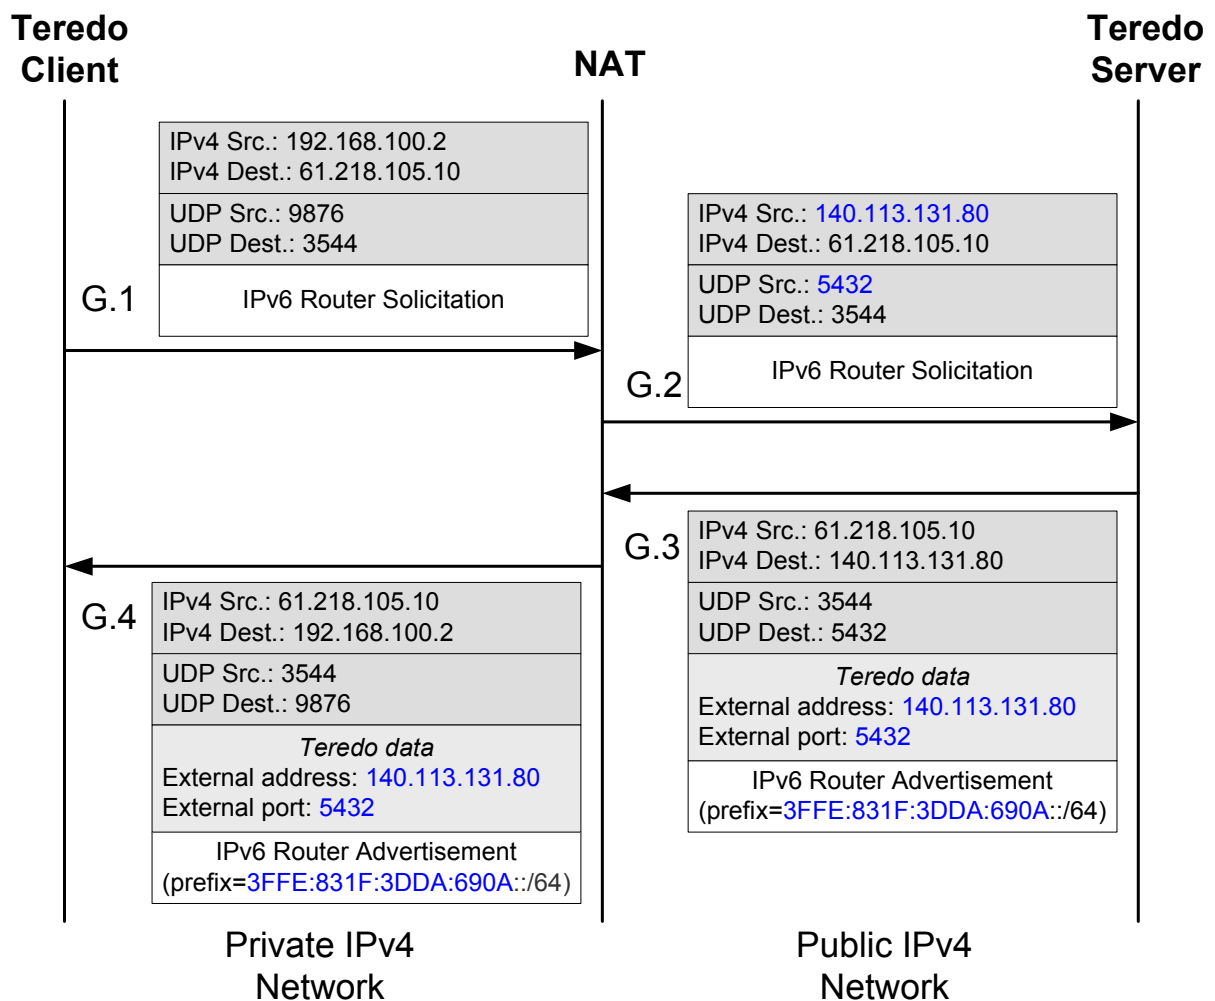 Teredo
Client
NAT
Teredo
Server
IPv4 Src.: 192.168.100.2
IPv4 Dest.: 61.218.105.10
UDP Src.: 9876
UDP Dest.: 3544
G.1
IPv6 Router Solicitation
IPv4 Src.: 140.113.131.80
IPv4 Dest.: 61.218.105.10
UDP Src.: 5432
UDP Dest.: 3544
G.2
IPv6 Router Solicitation
G.3
IPv4 Src.: 61.218.105.10
IPv4 Dest.: 140.113.131.80
UDP Src.: 3544
UDP Dest.: 5432
Teredo data
External address: 140.113.131.80
External port: 5432
IPv6 Router Advertisement
(prefix=3FFE:831F:3DDA:690A::/64)
G.4
IPv4 Src.: 61.218.105.10
IPv4 Dest.: 192.168.100.2
UDP Src.: 3544
UDP Dest.: 9876
Teredo data
External address: 140.113.131.80
External port: 5432
IPv6 Router Advertisement
(prefix=3FFE:831F:3DDA:690A::/64)
Private IPv4
Network
Public IPv4
Network